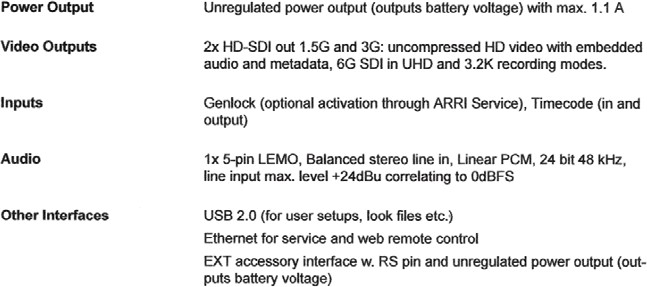 Power Output Unregulated power output (outputs battery voltage) with max. 1.1 A
Video Outputs 2x HD-SDI out 1.5G and 3G: uncompressed HD video with embedded
audio and metadata, 6G SDI in UHD and 3.2K recording modes.
Inputs Genlock (optional activation through ARRI Service), Timecode (in and
output)
Audio 1x 5-pin LEMO, Balanced stereo line in, Linear PCM, 24 bit 48 kHz,
line input max. level +24dBu correlating to 0dBFS
Other Interfaces USB 2.0 (for user setups, look files etc.)
Ethernet for service and web remote control
EXT accessory interface w. RS pin and unregulated power output (out-
puts battery voltage)